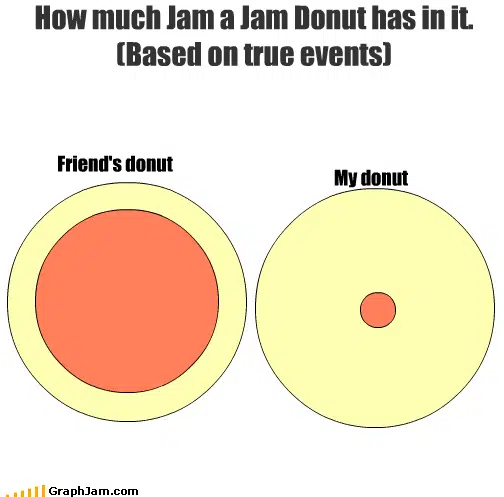 How much Jam a Jam Donut has in it.
(Based on true events)
Friend's donut
My donut
GraphJam.com